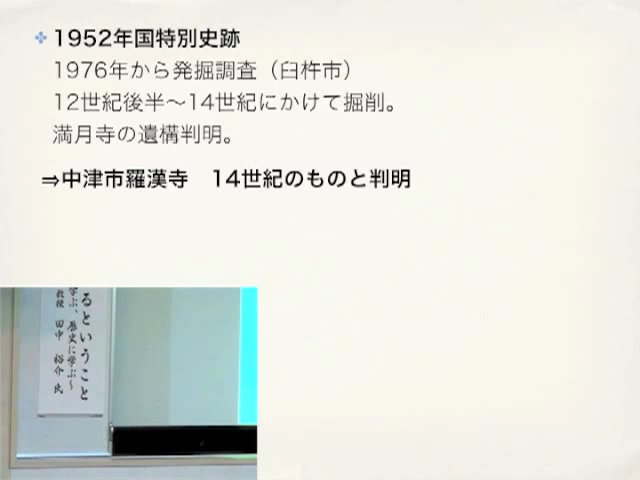 1952年国特別史跡
1976年から発掘調査（臼杵市）
12世紀後半〜14世紀にかけて掘削。
満月寺の遺構判明。
⇒中津市羅漢寺　14世紀のものと判明
るということ
学ぶ、歴史に学ぶ〜
教授　田中　裕介 氏